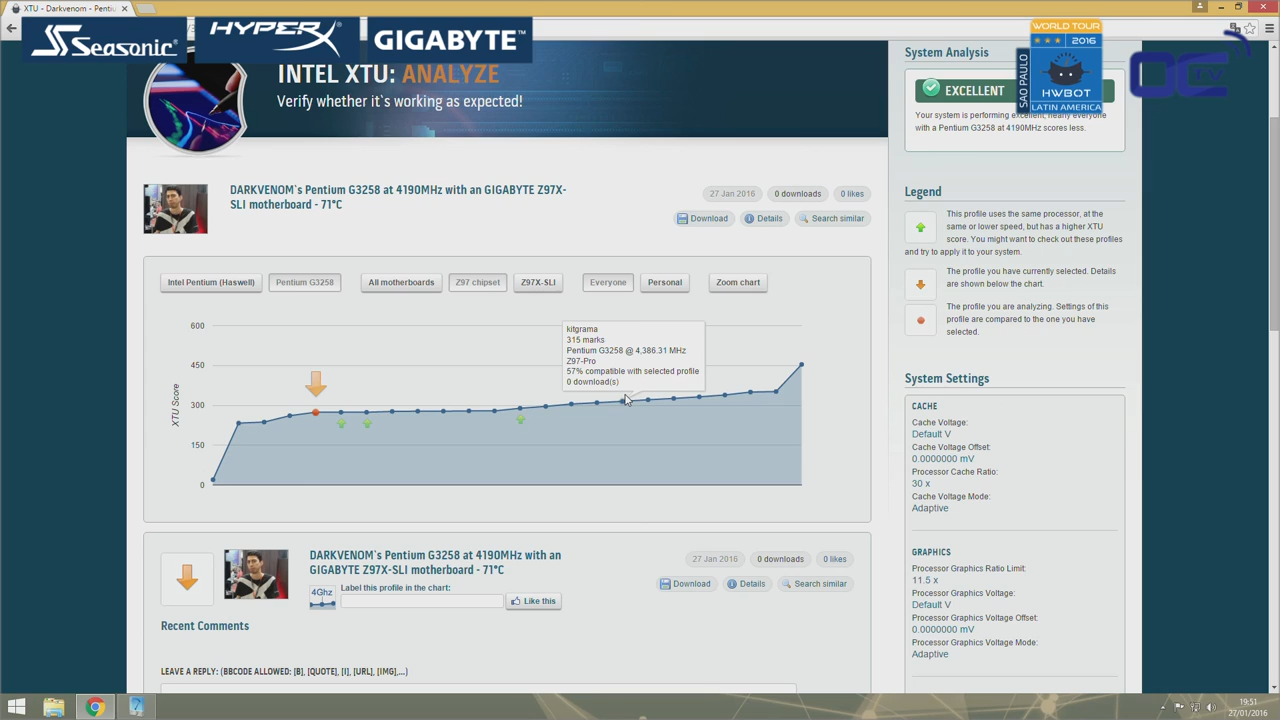 XTU - Darkvenom - Pentiu
Seasonic
HYPERX
GIGABYTE™
WORLD TOUR
2016
SAO PAULO
HWBOT
LATIN AMERICA
OCTV
INTEL XTU: ANALYZE
Verify whether it`s working as expected!
System Analysis
EXCELLENT
Your system is performing excellent, nearly everyone
with a Pentium G3258 at 4190MHz scores less.
DARKVENOM`s Pentium G3258 at 4190MHz with an GIGABYTE Z97X-
SLI motherboard - 71°C
27 Jan 2016
0 downloads
0 likes
Download
Details
Search similar
Legend
This profile uses the same processor, at the
same or lower speed, but has a higher XTU
score. You might want to check out these profiles
and try to apply it to your system.
The profile you have currently selected. Details
are shown below the chart.
The profile you are analyzing. Settings of this
profile are compared to the one you have
selected.
Intel Pentium (Haswell)
Pentium G3258
All motherboards
Z97 chipset
Z97X-SLI
Everyone
Personal
Zoom chart
XTU Score
600
450
300
150
0
kitgrama
315 marks
Pentium G3258 @ 4,386.31 MHz
Z97-Pro
57% compatible with selected profile
0 download(s)
System Settings
CACHE
Cache Voltage:
Default V
Cache Voltage Offset:
0.0000000 mV
Processor Cache Ratio:
30 x
Cache Voltage Mode:
Adaptive
GRAPHICS
Processor Graphics Ratio Limit:
11.5 x
Processor Graphics Voltage:
Default V
Processor Graphics Voltage Offset:
0.0000000 mV
Processor Graphics Voltage Mode:
Adaptive
DARKVENOM`s Pentium G3258 at 4190MHz with an
GIGABYTE Z97X-SLI motherboard - 71°C
27 Jan 2016
0 downloads
0 likes
Download
Details
Search similar
4Ghz
Label this profile in the chart:
Like this
Recent Comments
LEAVE A REPLY: (BBCODE ALLOWED: [B], [QUOTE], [I], [URL], [IMG],...)
19:51
27/01/2016